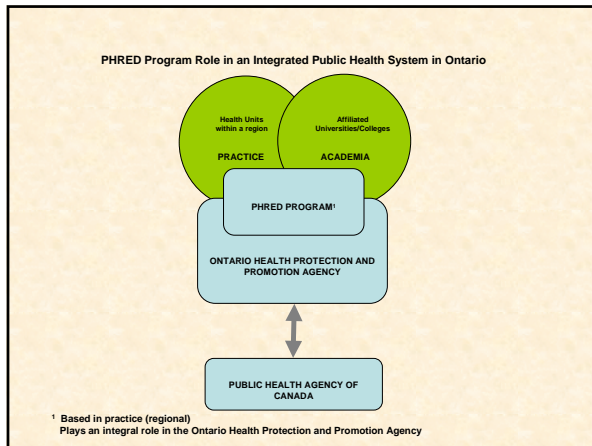 PHRED Program Role in an Integrated Public Health System in Ontario
Health Units
within a region
PRACTICE
Affiliated
Universities/Colleges
ACADEMIA
PHRED PROGRAM¹
ONTARIO HEALTH PROTECTION AND
PROMOTION AGENCY
PUBLIC HEALTH AGENCY OF
CANADA
¹ Based in practice (regional)
Plays an integral role in the Ontario Health Protection and Promotion Agency